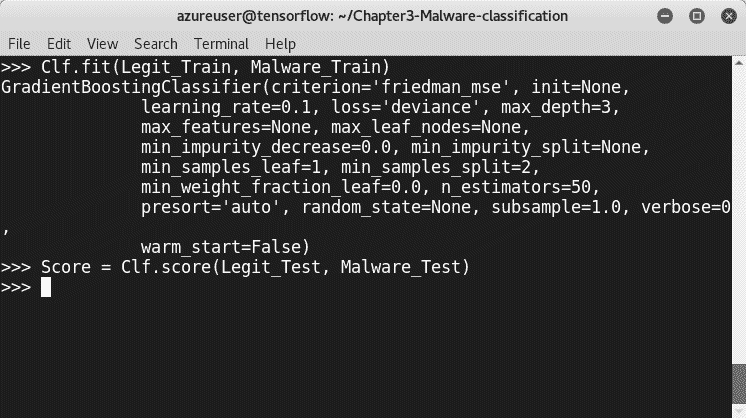 azureuser@tensorflow: ~/Chapter3-Malware-classification
File Edit View Search Terminal Help
>>> Clf.fit(Legit_Train, Malware_Train)
GradientBoostingClassifier(criterion='friedman_mse', init=None,
              learning_rate=0.1, loss='deviance', max_depth=3,
              max_features=None, max_leaf_nodes=None,
              min_impurity_decrease=0.0, min_impurity_split=None,
              min_samples_leaf=1, min_samples_split=2,
              min_weight_fraction_leaf=0.0, n_estimators=50,
              presort='auto', random_state=None, subsample=1.0, verbose=0
,
              warm_start=False)
>>> Score = Clf.score(Legit_Test, Malware_Test)
>>>